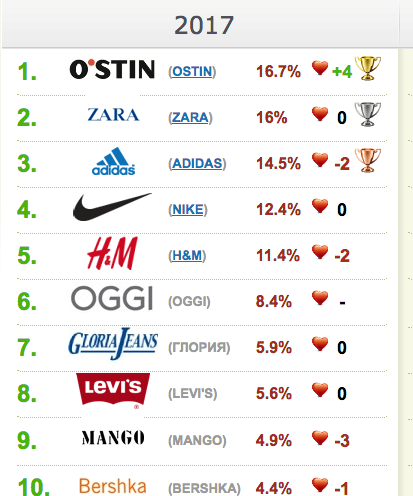 2017
1. O'STIN (OSTIN) 16.7% +4
2. ZARA (ZARA) 16% 0
3. adidas (ADIDAS) 14.5% -2
4. (NIKE) 12.4% 0
5. H&M (H&M) 11.4% -2
6. OGGI (OGGI) 8.4% -
7. GLORIA JEANS (ГЛОРИЯ) 5.9% 0
8. LEVI'S (LEVI'S) 5.6% 0
9. MANGO (MANGO) 4.9% -3
10. Bershka (BERSHKA) 4.4% -1